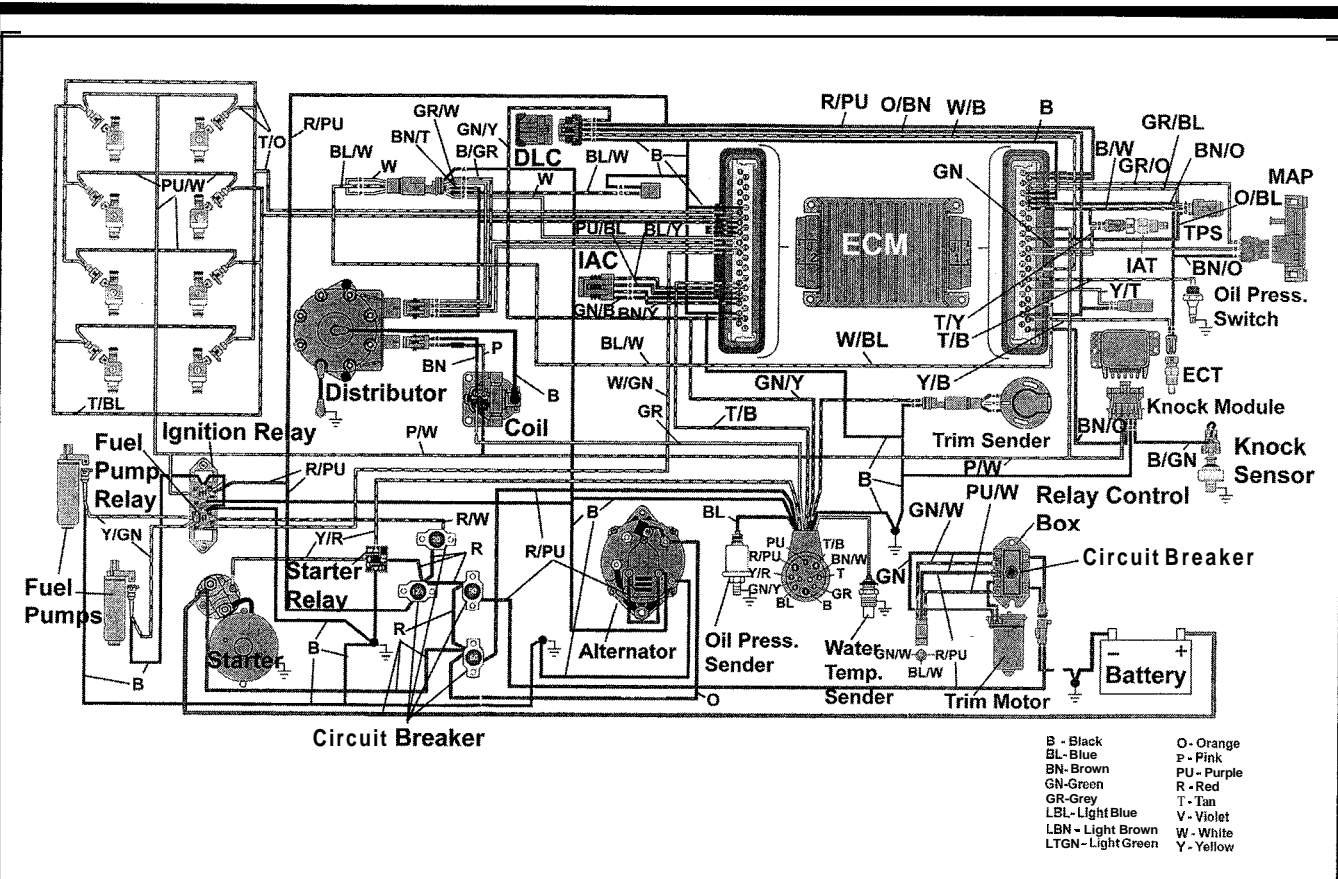 R/PU
O/BN
W/B
B
GR/W
BN/T
GN/Y
B/GR
DLC
BL/W
W
BL/W
B
W
T/O
R/PU
PU/W
GN
B/W
GR/BL
GR/O
BN/O
MAP
O/BL
TPS
IAT
BN/O
ECM
PU/BL
BL/Y
IAC
GN/B
BN/Y
Y/T
Oil Press.
Switch
T/Y
T/B
W/BL
Y/B
ECT
Knock Module
BL/W
W/GN
GR
GN/Y
T/B
BN
P
B
Distributor
Coil
T/BL
P/W
Trim Sender
BN/O
P/W
B/GN
Knock
Sensor
Ignition Relay
Fuel
Pump
Relay
R/PU
Y/GN
Y/R
R/W
R
R/PU
B
BL
B
PU/W
GN/W
Relay Control
Box
Circuit Breaker
GN
Fuel
Pumps
Starter
Relay
Starter
B
R
B
Alternator
PU
R/PU
Y/R
GN/Y
BL
T/B
BN/W
T
GR
B
Oil Press.
Sender
Water
Temp.
Sender
GN/W
R/PU
BL/W
Trim Motor
Battery
- +
O
Circuit Breaker
B - Black
BL- Blue
BN- Brown
GN-Green
GR-Grey
LBL- Light Blue
LBN - Light Brown
LTGN - Light Green
O - Orange
P - Pink
PU - Purple
R - Red
T - Tan
V - Violet
W - White
Y - Yellow